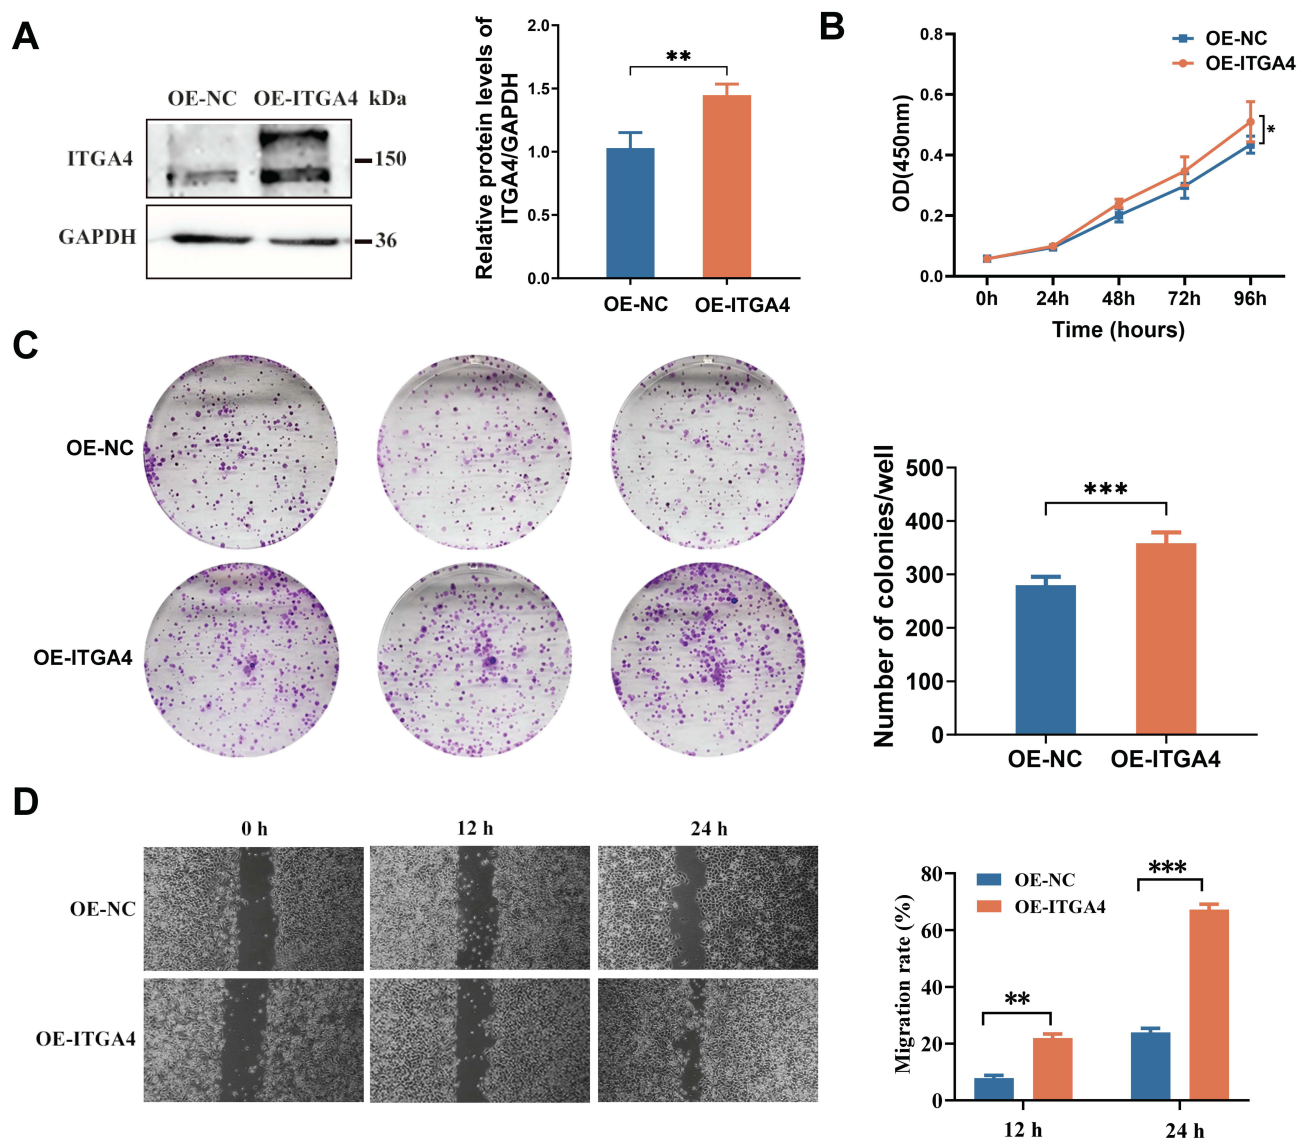 A
OE-NC OE-ITGA4 kDa
ITGA4
150
GAPDH
36
Relative protein levels of
ITGA4/GAPDH
2.0
1.5
1.0
0.5
0.0
**
OE-NC
OE-ITGA4
B
OD(450nm)
0.8
0.6
0.4
0.2
0.0
OE-NC
OE-ITGA4
*
0h 24h 48h 72h 96h
Time (hours)
C
OE-NC
OE-ITGA4
Number of colonies/well
500
400
300
200
100
0
***
OE-NC OE-ITGA4
D
0 h 12 h 24 h
OE-NC
OE-ITGA4
Migration rate (%)
80
60
40
20
0
OE-NC
OE-ITGA4
**
***
12 h 24 h